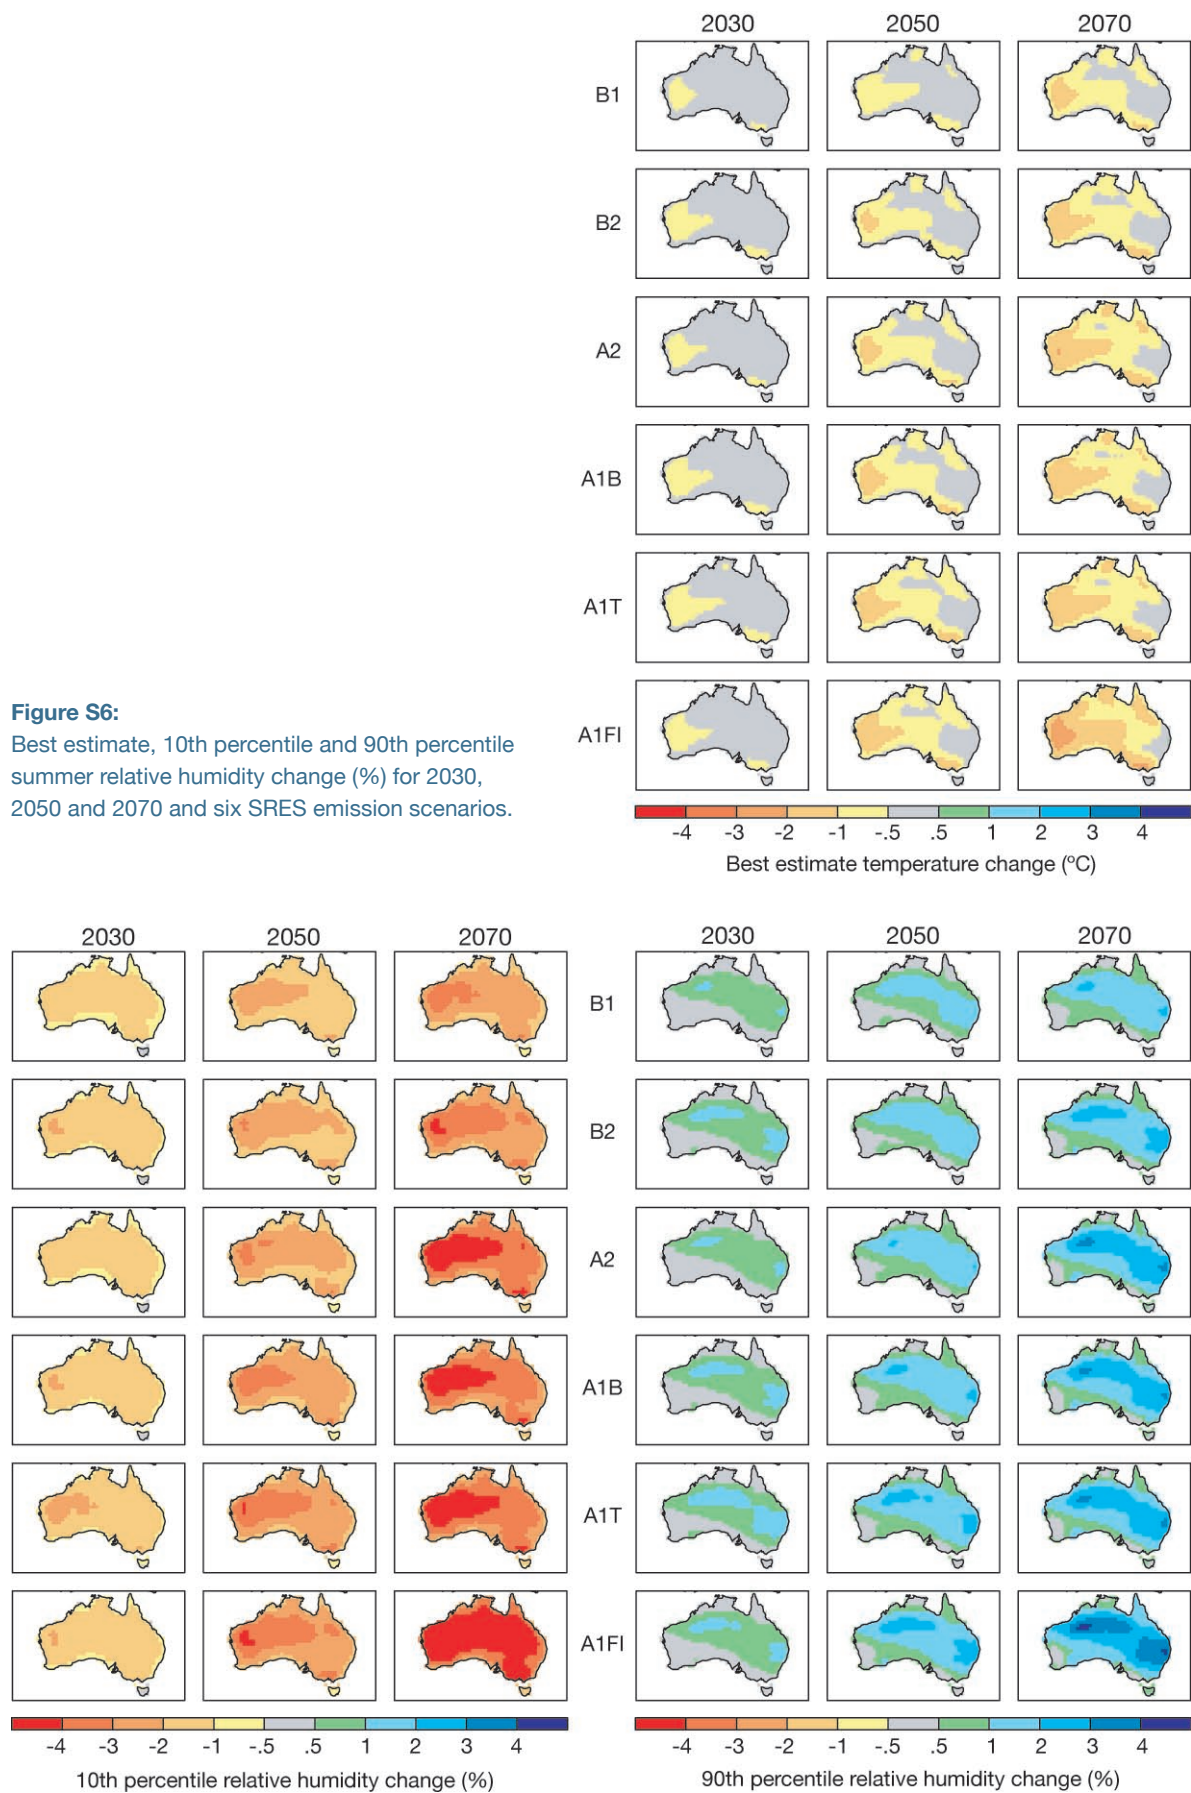 2030 2050 2070
B1
B2
A2
A1B
A1T
A1FI
-4 -3 -2 -1 -.5 .5 1 2 3 4
Best estimate temperature change (ºC)
Figure S6:
Best estimate, 10th percentile and 90th percentile
summer relative humidity change (%) for 2030,
2050 and 2070 and six SRES emission scenarios.
2030 2050 2070 2030 2050 2070
B1
B2
A2
A1B
A1T
A1FI
-4 -3 -2 -1 -.5 .5 1 2 3 4
10th percentile relative humidity change (%)
-4 -3 -2 -1 -.5 .5 1 2 3 4
90th percentile relative humidity change (%)